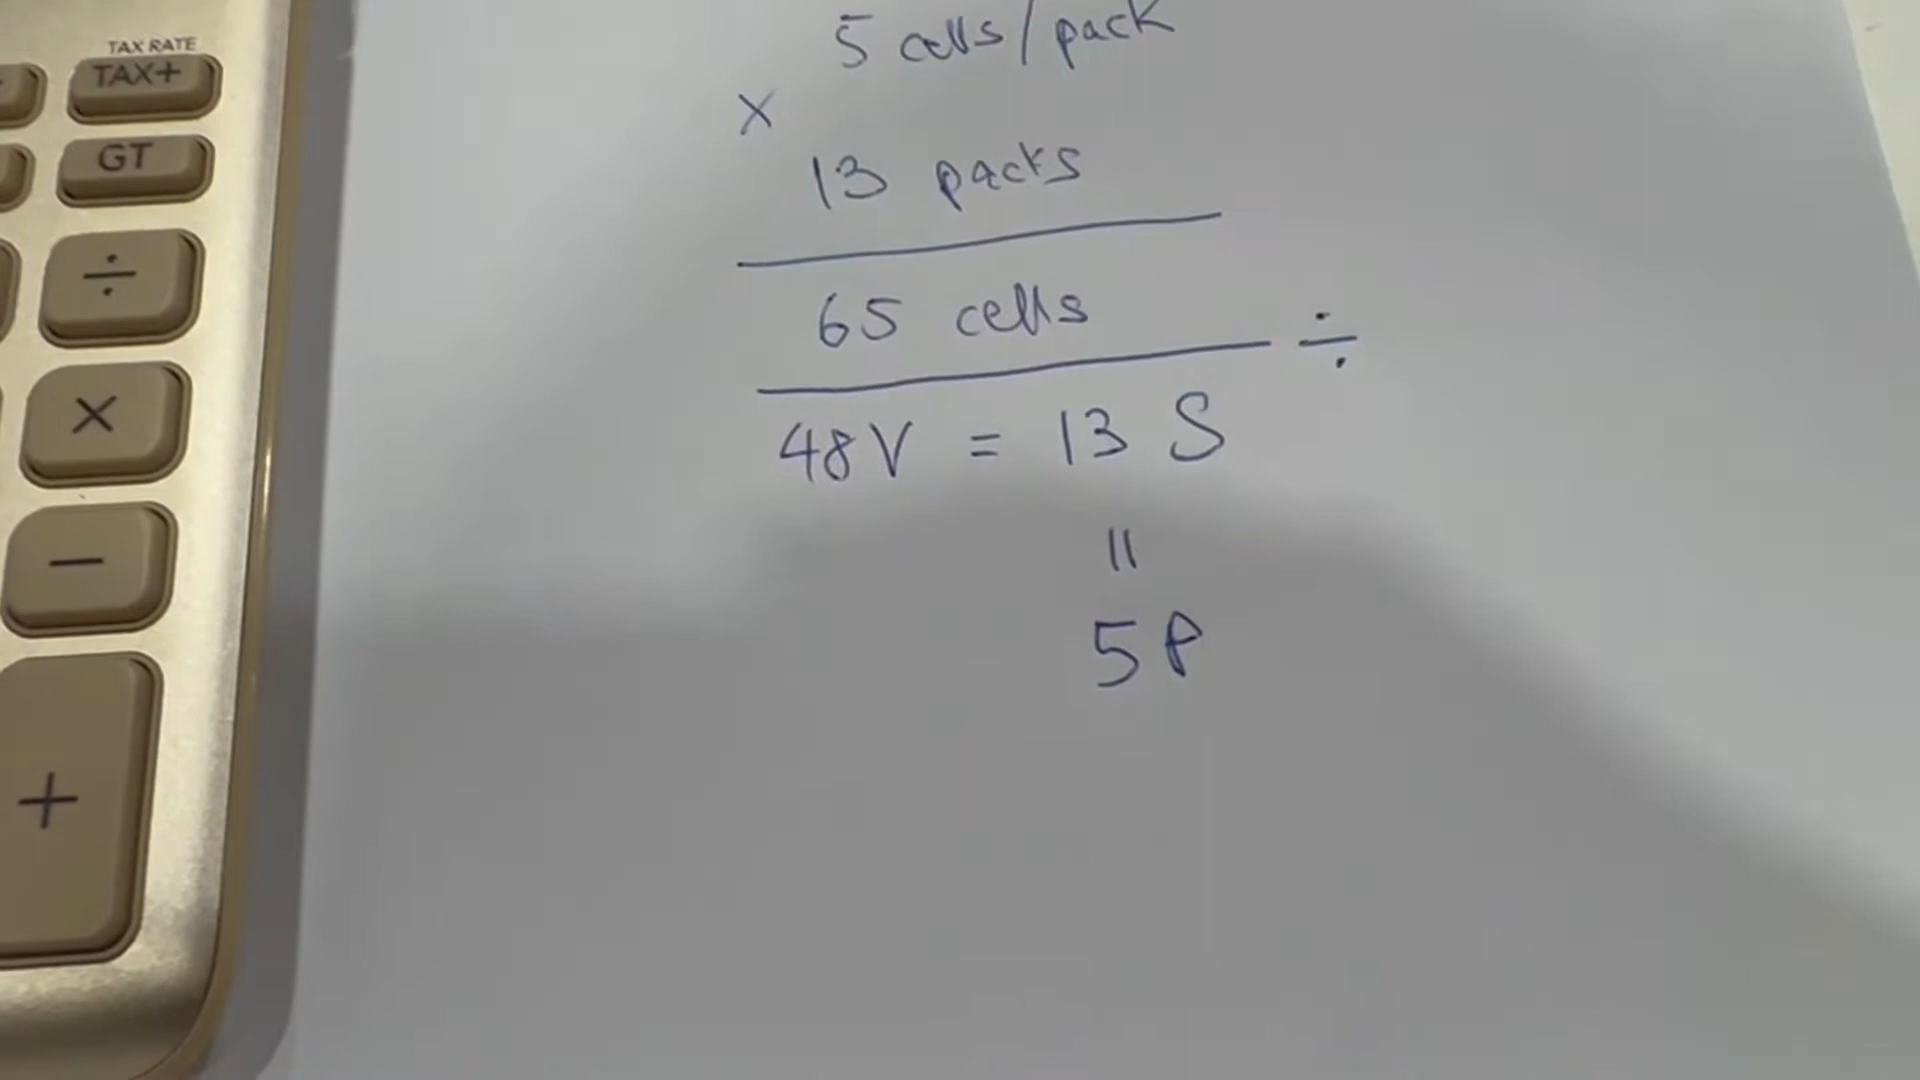 TAX RATE
TAX+
GT
÷
×
−
+
5 cells/pack
×
13 packs
65 cells
÷
48V = 13 S
=
5P